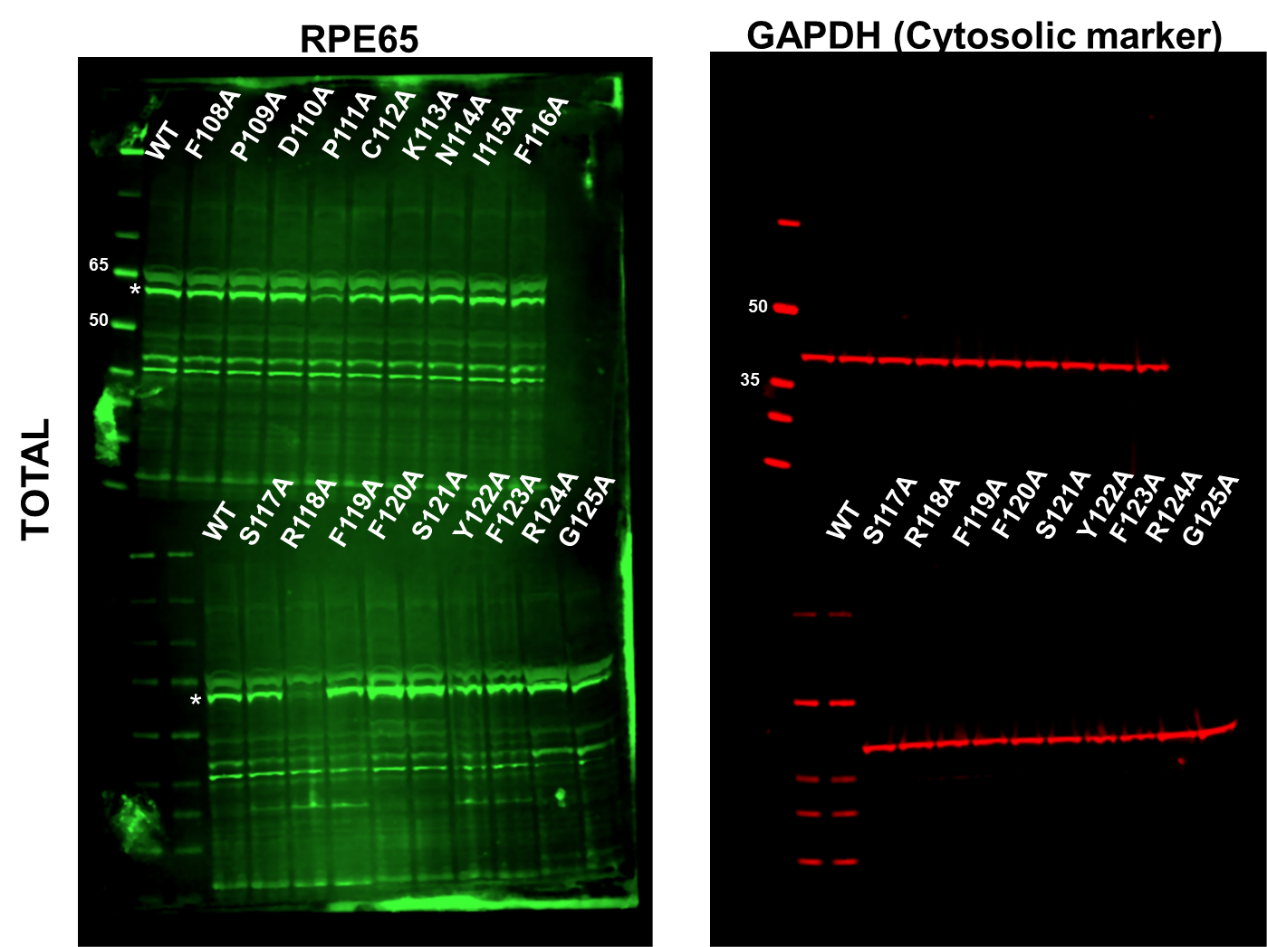 RPE65
GAPDH (Cytosolic marker)
WT F108A P109A D110A P111A C112A K113A N114A I115A F116A
65
*
50
50
35
TOTAL
WT S117A R118A F119A F120A S121A Y122A F123A R124A G125A
WT S117A R118A F119A F120A S121A Y122A F123A R124A G125A
*